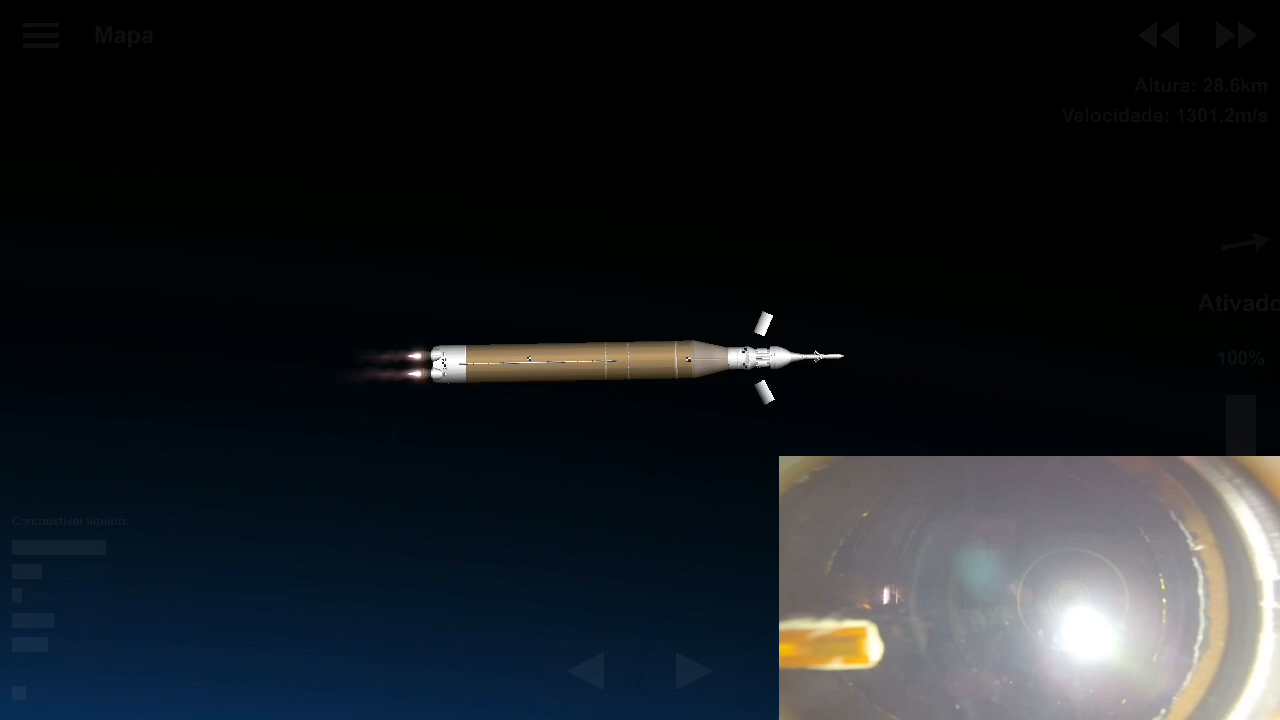 Mapa
Altura: 28.6km
Velocidade: 1301.2m/s
Ativado
100%
Combustível líquido: